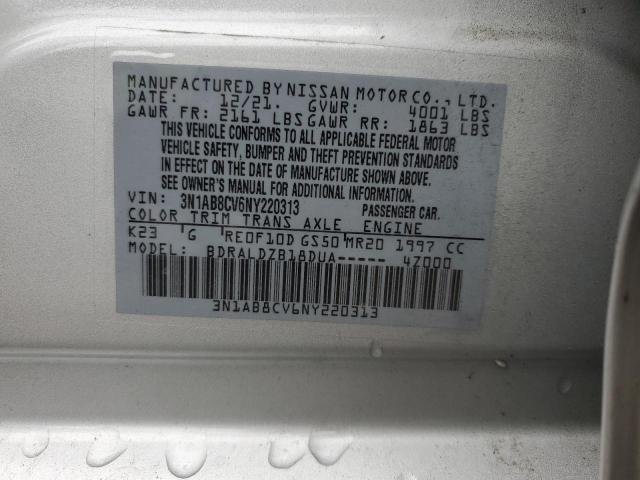 MANUFACTURED BY NISSAN MOTOR CO., LTD.
DATE: 12/21. GVWR: 4001 LBS
GAWR FR: 2161 LBS GAWR RR: 1863 LBS
THIS VEHICLE CONFORMS TO ALL APPLICABLE FEDERAL MOTOR
VEHICLE SAFETY, BUMPER AND THEFT PREVENTION STANDARDS
IN EFFECT ON THE DATE OF MANUFACTURE SHOWN ABOVE.
SEE OWNER'S MANUAL FOR ADDITIONAL INFORMATION.
VIN: 3N1AB8CV6NY220313 PASSENGER CAR.
COLOR TRIM TRANS AXLE ENGINE
K23 G RE0F10D GS50 MR20 1997 CC
MODEL: BDRALDZB18DUA----- 4Z000
3N1AB8CV6NY220313